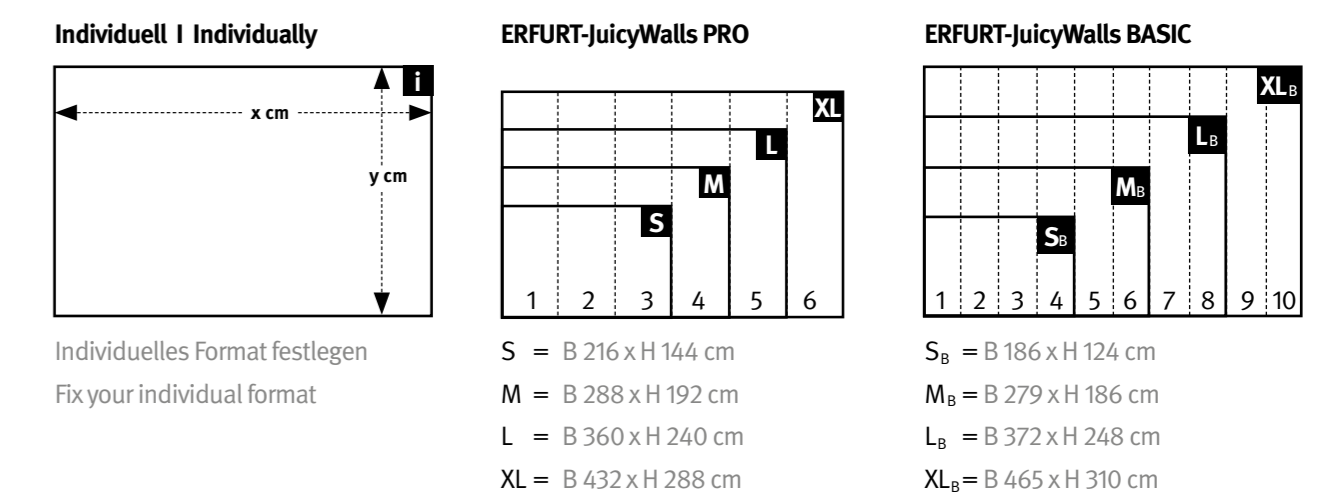 Individuell I Individually
i
x cm
y cm
Individuelles Format festlegen
Fix your individual format
ERFURT-JuicyWalls PRO
XL
L
M
S
1 2 3 4 5 6
S = B 216 x H 144 cm
M = B 288 x H 192 cm
L = B 360 x H 240 cm
XL = B 432 x H 288 cm
ERFURT-JuicyWalls BASIC
XLB
LB
MB
SB
1 2 3 4 5 6 7 8 9 10
SB = B 186 x H 124 cm
MB = B 279 x H 186 cm
LB = B 372 x H 248 cm
XLB = B 465 x H 310 cm